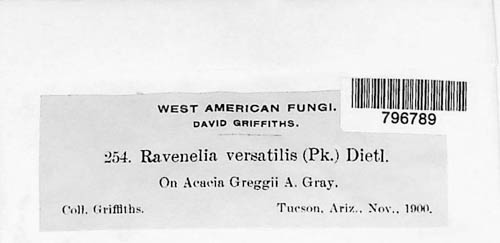 WEST AMERICAN FUNGI.
DAVID GRIFFITHS.
796789
254. Ravenelia versatilis (Pk.) Dietl.
On Acacia Greggii A. Gray.
Coll. Griffiths. Tucson, Ariz., Nov., 1900.